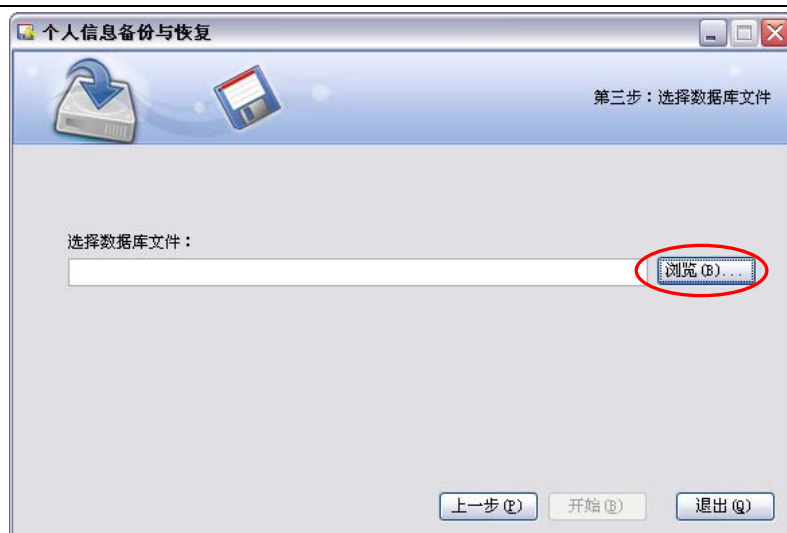 个人信息备份与恢复
第三步：选择数据库文件
选择数据库文件：
浏览(B)...
上一步(P) 开始(B) 退出(Q)